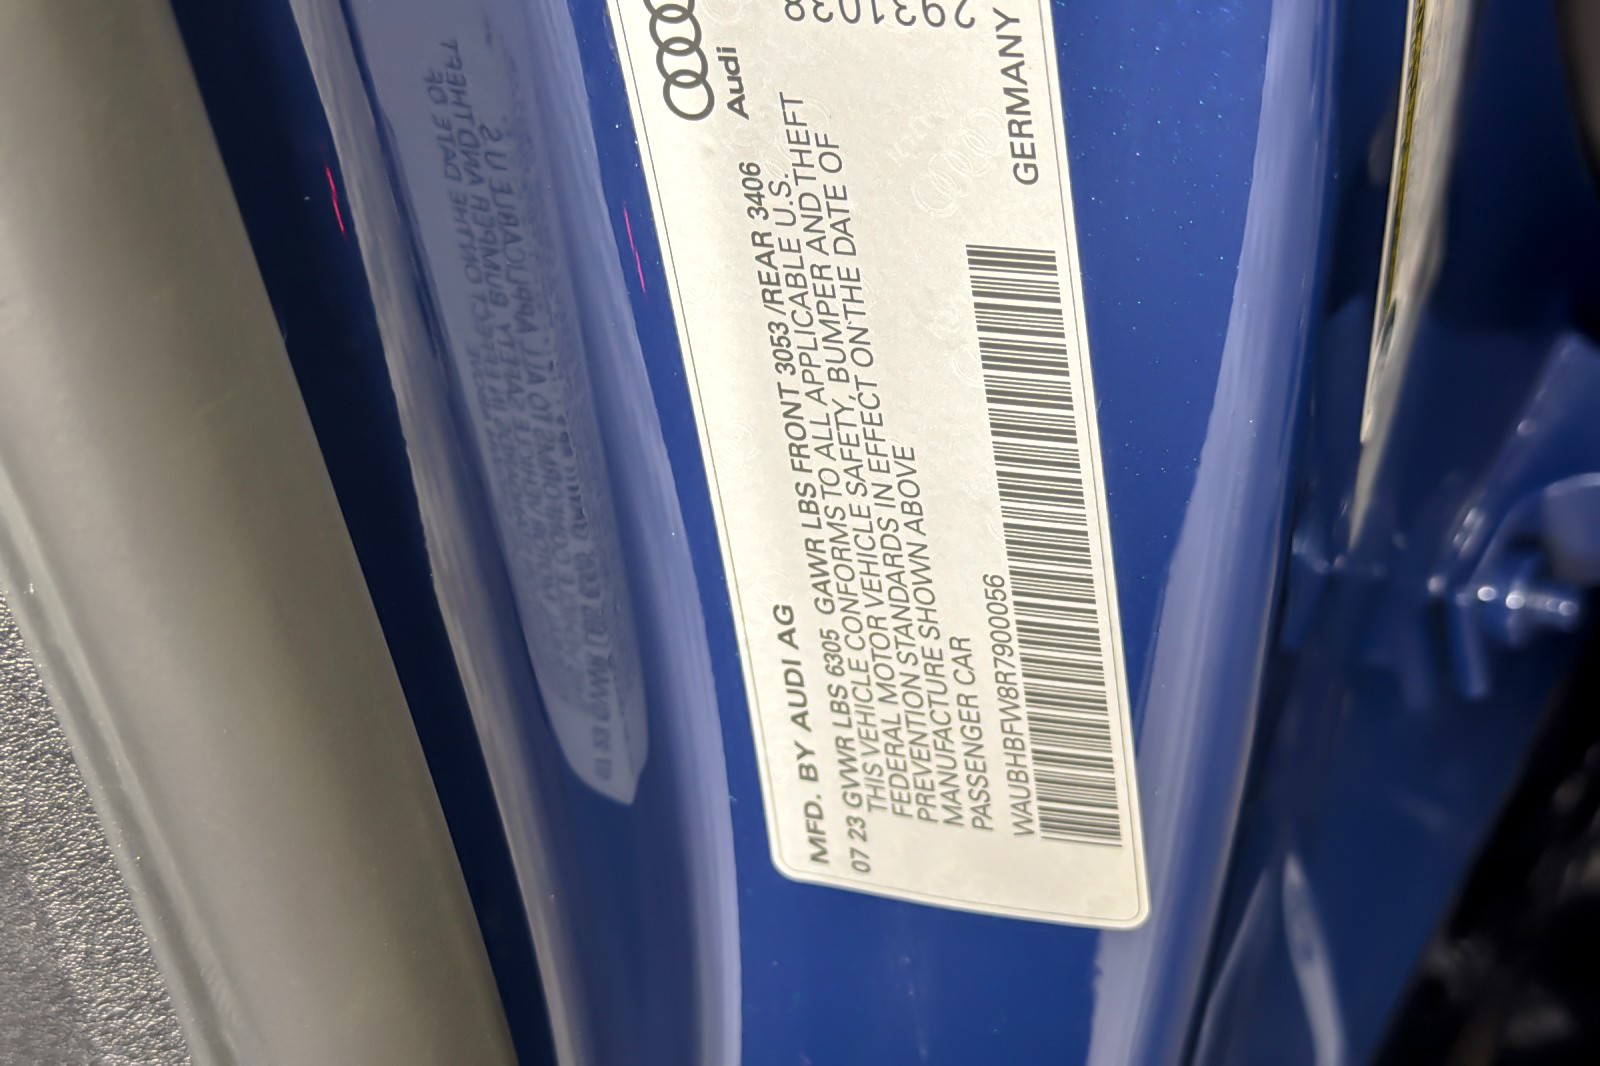 Audi
MFD. BY AUDI AG
07 23 GVWR LBS 6305 GAWR LBS FRONT 3053 /REAR 3406
THIS VEHICLE CONFORMS TO ALL APPLICABLE U.S.
FEDERAL MOTOR VEHICLE SAFETY, BUMPER AND THEFT
PREVENTION STANDARDS IN EFFECT ON THE DATE OF
MANUFACTURE SHOWN ABOVE
PASSENGER CAR
WAUBHBFW8R7900056
GERMANY